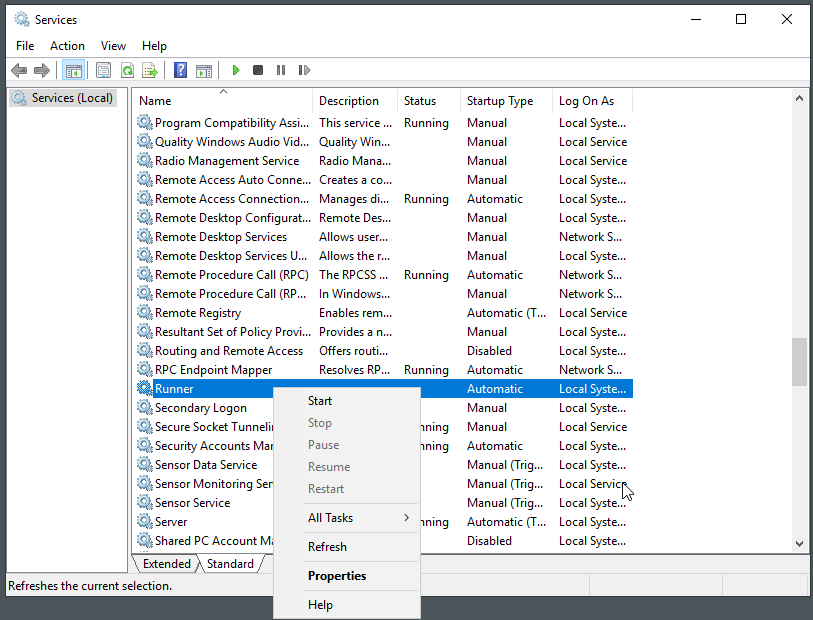 Services
File Action View Help
Services (Local)
Name Description Status Startup Type Log On As
Program Compatibility Assi... This service ... Running Manual Local Syste...
Quality Windows Audio Vid... Quality Win... Manual Local Service
Radio Management Service Radio Mana... Manual Local Service
Remote Access Auto Conne... Creates a co... Manual Local Syste...
Remote Access Connection... Manages di... Running Automatic Local Syste...
Remote Desktop Configurat... Remote Des... Manual Local Syste...
Remote Desktop Services Allows user... Manual Network S...
Remote Desktop Services U... Allows the r... Manual Local Syste...
Remote Procedure Call (RPC) The RPCSS ... Running Automatic Network S...
Remote Procedure Call (RP... In Windows... Manual Network S...
Remote Registry Enables rem... Automatic (T... Local Service
Resultant Set of Policy Provi... Provides a n... Manual Local Syste...
Routing and Remote Access Offers routi... Disabled Local Syste...
RPC Endpoint Mapper Resolves RP... Running Automatic Network S...
Runner Automatic Local Syste...
Secondary Logon Manual Local Syste...
Secure Socket Tunnelin nning Manual Local Service
Security Accounts Man nning Automatic Local Syste...
Sensor Data Service Manual (Trig... Local Syste...
Sensor Monitoring Ser Manual (Trig... Local Service
Sensor Service Manual (Trig... Local Syste...
Server nning Automatic (T... Local Syste...
Shared PC Account Ma Disabled Local Syste...
Start
Stop
Pause
Resume
Restart
All Tasks
Refresh
Properties
Help
Extended Standard
Refreshes the current selection.